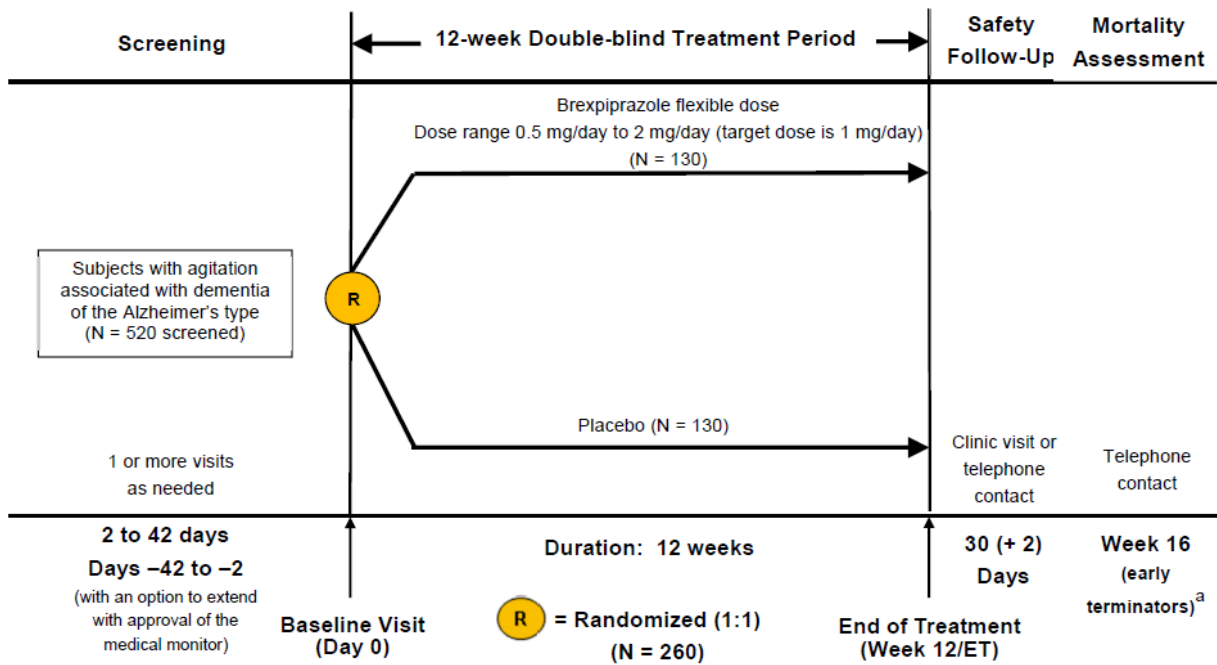 Screening
12-week Double-blind Treatment Period
Safety
Follow-Up
Mortality
Assessment
Brexpiprazole flexible dose
Dose range 0.5 mg/day to 2 mg/day (target dose is 1 mg/day)
(N = 130)
Subjects with agitation
associated with dementia
of the Alzheimer's type
(N = 520 screened)
R
Placebo (N = 130)
1 or more visits
as needed
Clinic visit or
telephone
contact
Telephone
contact
2 to 42 days
Days –42 to –2
(with an option to extend
with approval of the
medical monitor)
Baseline Visit
(Day 0)
Duration: 12 weeks
R = Randomized (1:1)
(N = 260)
End of Treatment
(Week 12/ET)
30 (+ 2)
Days
Week 16
(early
terminators)a